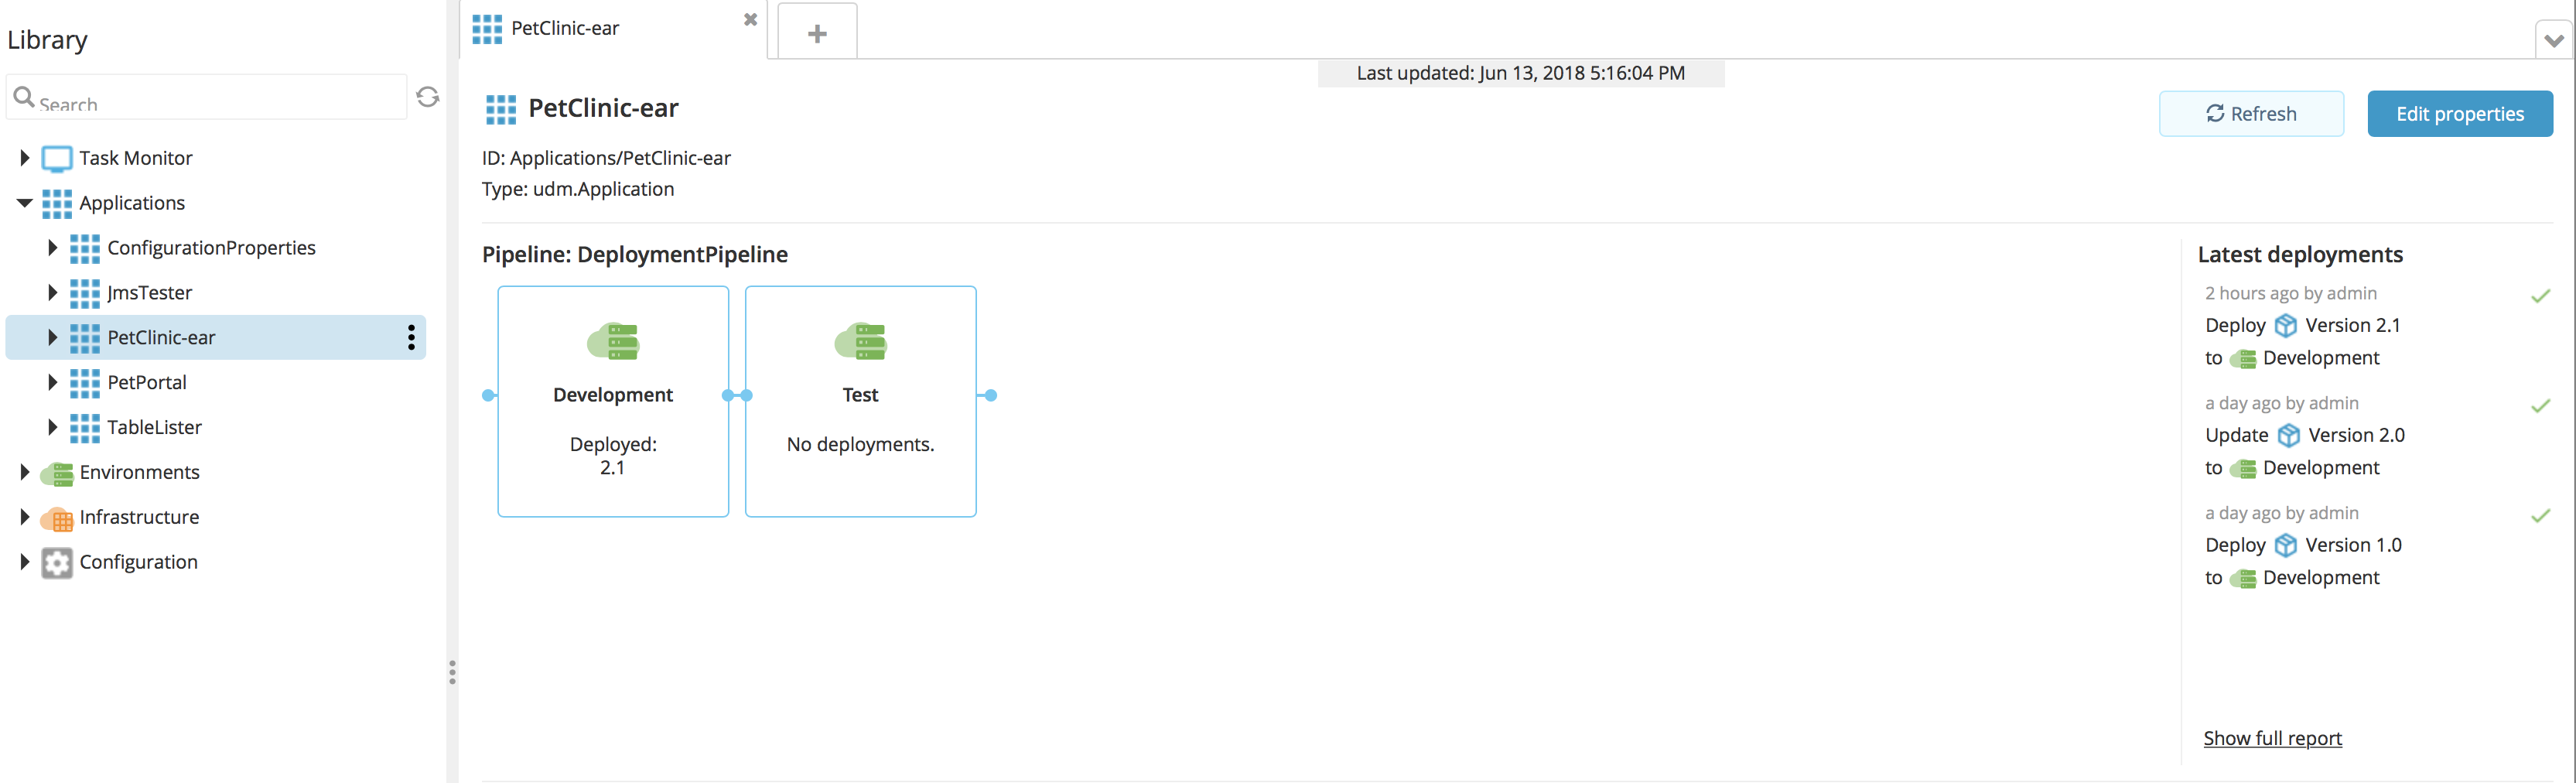 Library
Search
Task Monitor
Applications
ConfigurationProperties
JmsTester
PetClinic-ear
PetPortal
TableLister
Environments
Infrastructure
Configuration
PetClinic-ear
Last updated: Jun 13, 2018 5:16:04 PM
PetClinic-ear
Refresh
Edit properties
ID: Applications/PetClinic-ear
Type: udm.Application
Pipeline: DeploymentPipeline
Development
Deployed:
2.1
Test
No deployments.
Latest deployments
2 hours ago by admin
Deploy Version 2.1
to Development
a day ago by admin
Update Version 2.0
to Development
a day ago by admin
Deploy Version 1.0
to Development
Show full report